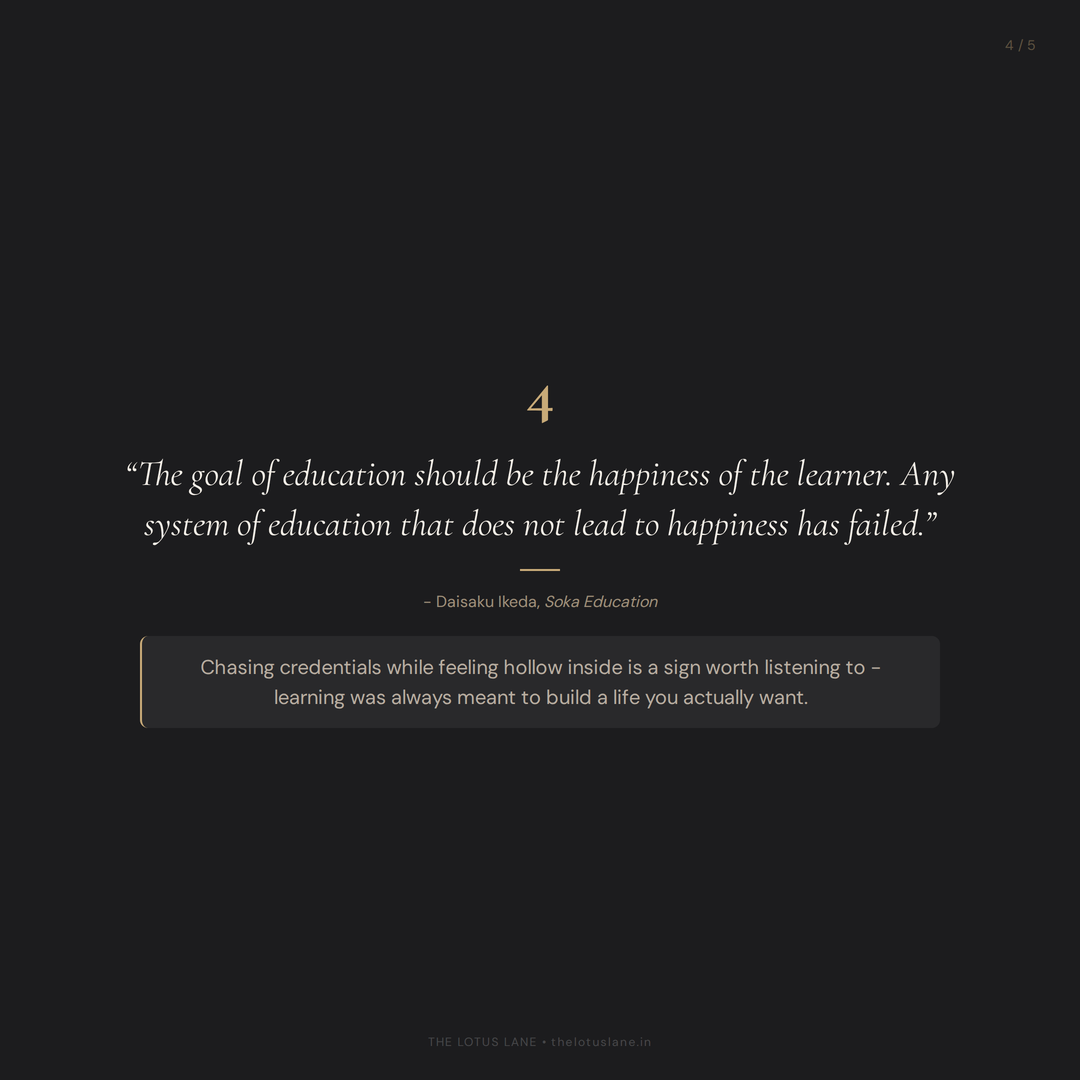 4 / 5
4
“The goal of education should be the happiness of the learner. Any
system of education that does not lead to happiness has failed.”
– Daisaku Ikeda, Soka Education
Chasing credentials while feeling hollow inside is a sign worth listening to –
learning was always meant to build a life you actually want.
THE LOTUS LANE • thelotuslane.in